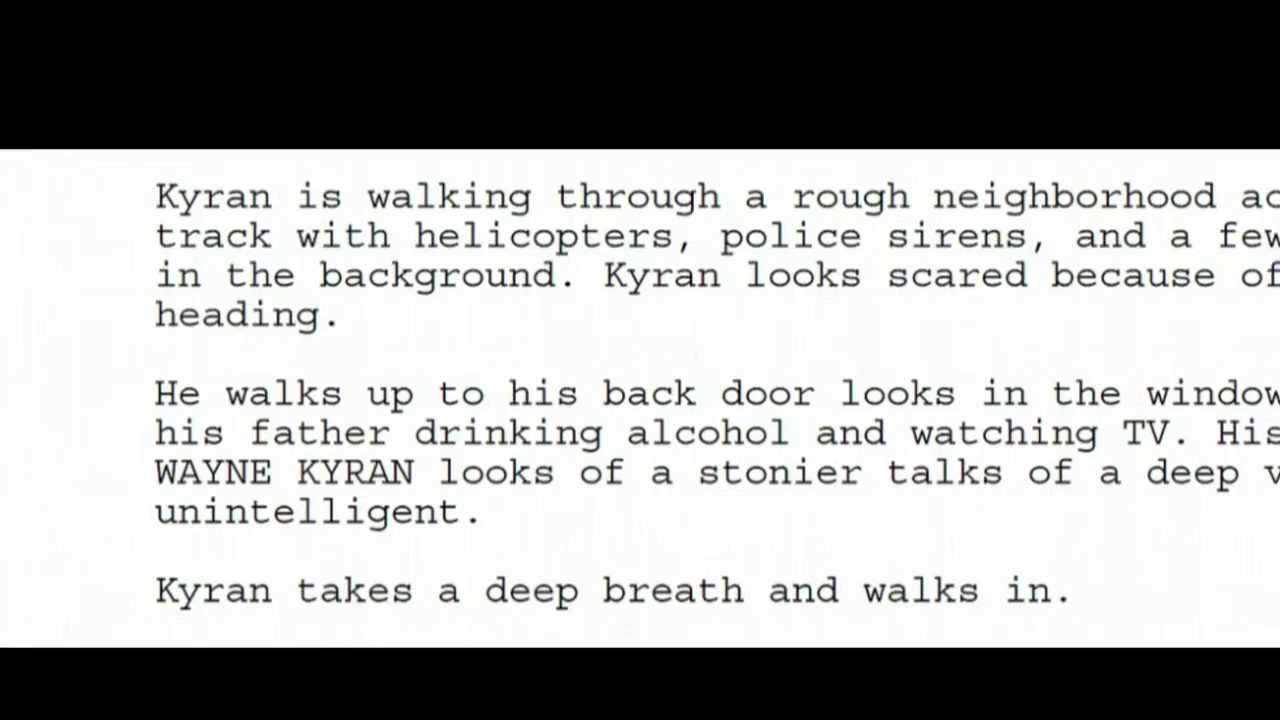 Kyran is walking through a rough neighborhood
track with helicopters, police sirens, and a few
in the background. Kyran looks scared because of
heading.
He walks up to his back door looks in the window
his father drinking alcohol and watching TV. His
WAYNE KYRAN looks of a stonier talks of a deep
unintelligent.
Kyran takes a deep breath and walks in.